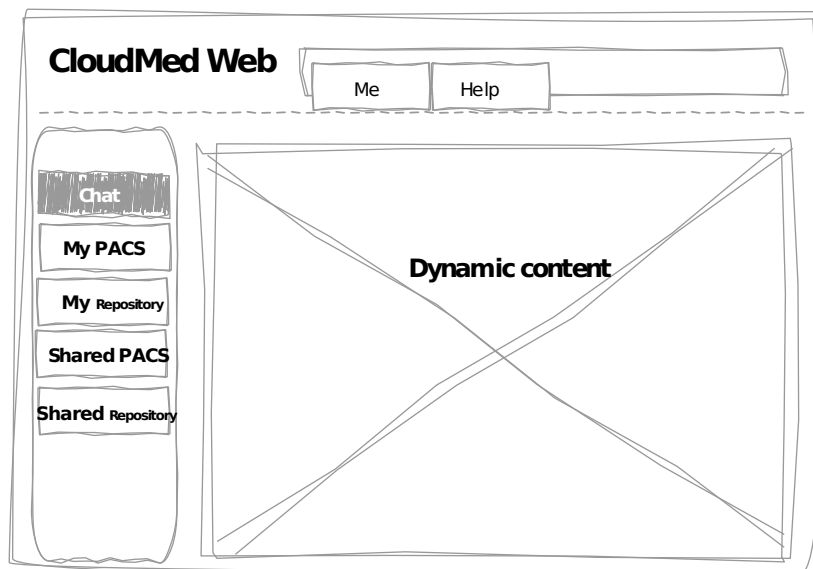 CloudMed Web
Me
Help
Chat
My PACS
My Repository
Shared PACS
Shared Repository
Dynamic content